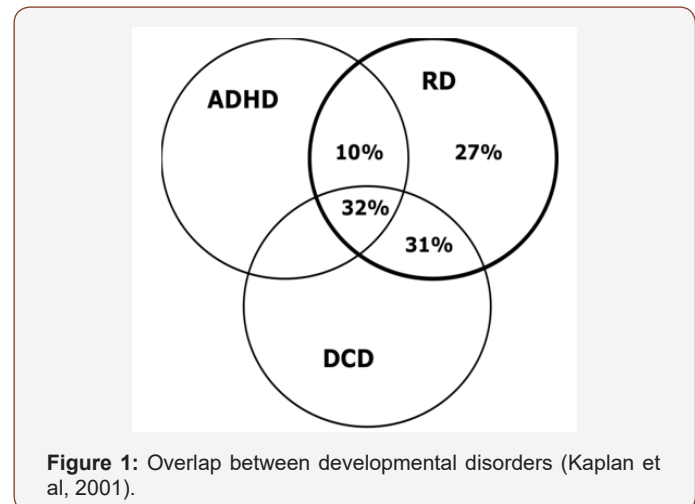 RD
ADHD
10% 27%
32%
31%
DCD
Figure 1: Overlap between developmental disorders (Kaplan et
al, 2001).